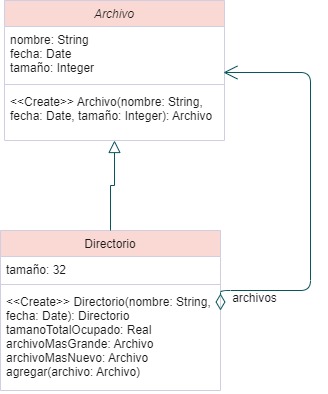 Archivo
nombre: String
fecha: Date
tamaño: Integer
<<Create>> Archivo(nombre: String,
fecha: Date, tamaño: Integer): Archivo
Directorio
tamaño: 32
<<Create>> Directorio(nombre: String,
fecha: Date): Directorio
tamanoTotalOcupado: Real
archivoMasGrande: Archivo
archivoMasNuevo: Archivo
agregar(archivo: Archivo)
archivos